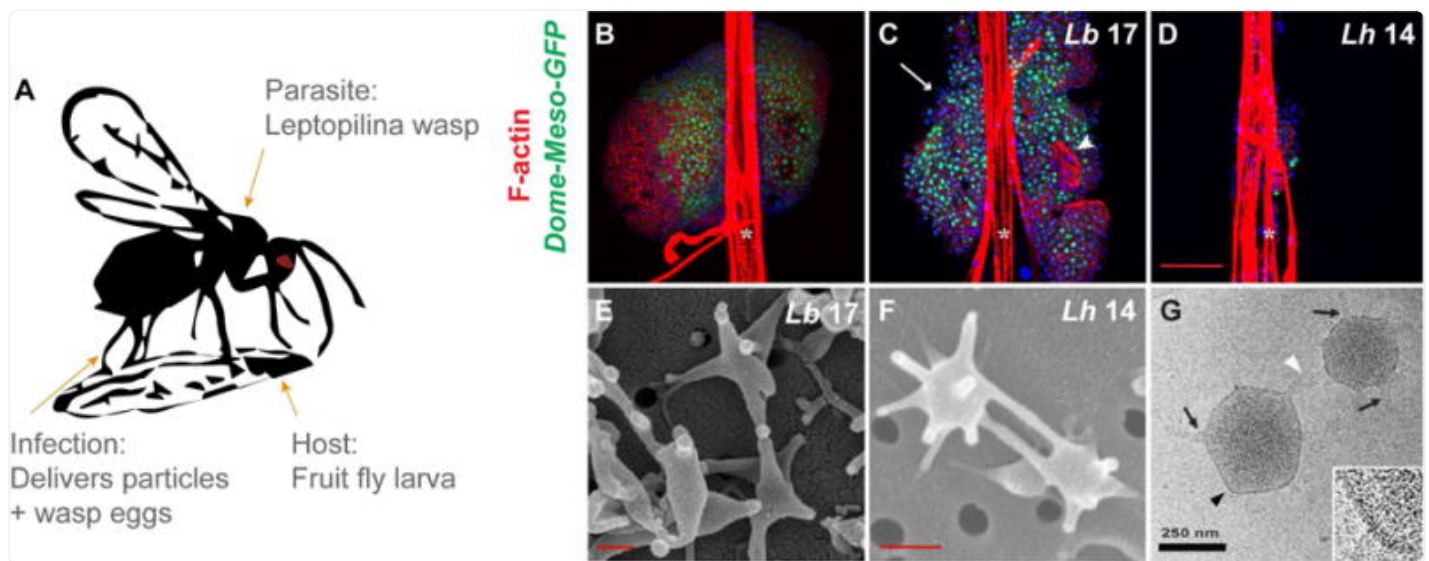 A
Parasite:
Leptopilina wasp
Infection:
Delivers particles
+ wasp eggs
Host:
Fruit fly larva
F-actin
Dome-Meso-GFP
B
*
C
Lb 17
*
D
Lh 14
*
E
Lb 17
F
Lh 14
G
250 nm